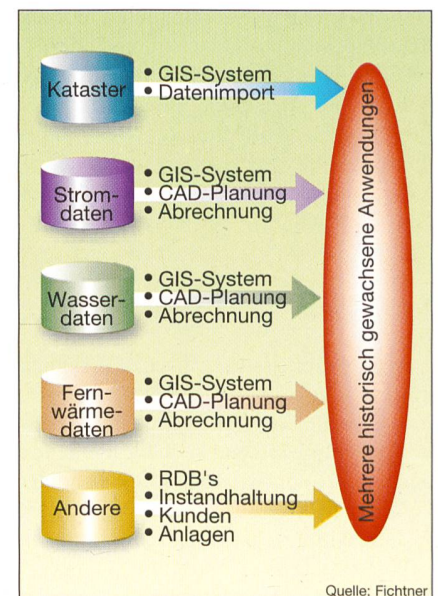 Kataster
• GIS-System
• Datenimport
Strom-
daten
• GIS-System
• CAD-Planung
• Abrechnung
Wasser-
daten
• GIS-System
• CAD-Planung
• Abrechnung
Fern-
wärme-
daten
• GIS-System
• CAD-Planung
• Abrechnung
Andere
• RDB's
• Instandhaltung
• Kunden
• Anlagen
Mehrere historisch gewachsene Anwendungen
Quelle: Fichtner